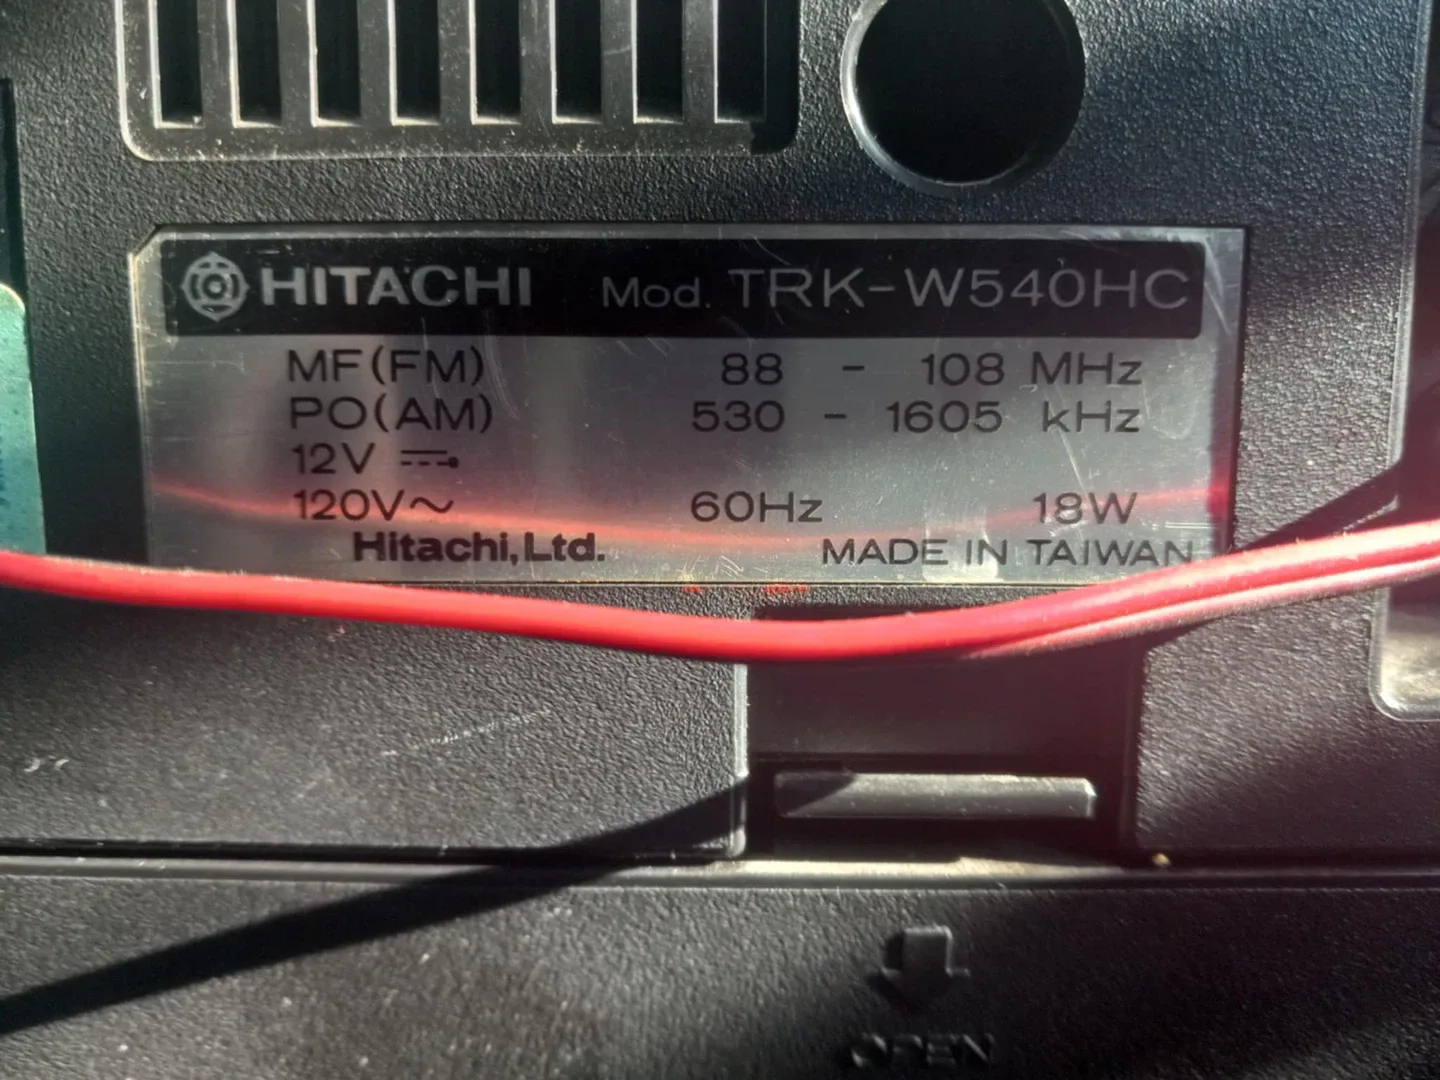 HITACHI Mod. TRK-W540HC
MF(FM) 88 - 108 MHz
PO(AM) 530 - 1605 kHz
12V ⎓
120V~ 60Hz 18W
Hitachi,Ltd. MADE IN TAIWAN
OPEN